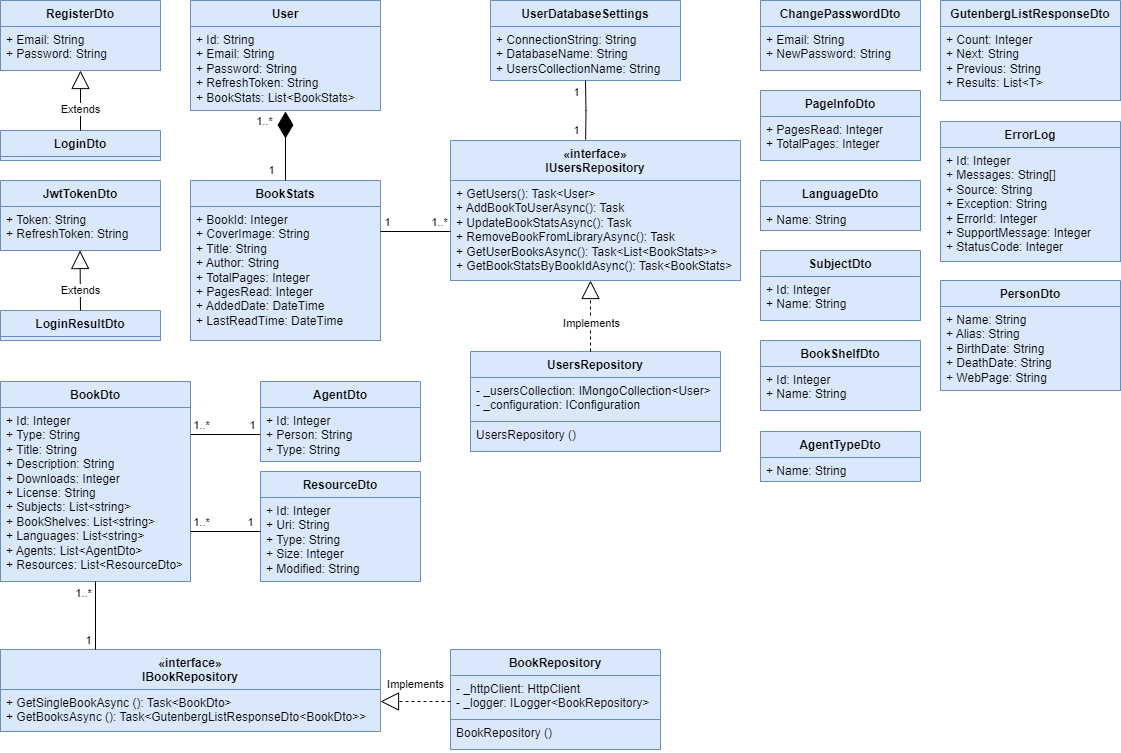 RegisterDto
+ Email: String
+ Password: String
Extends
LoginDto
JwtTokenDto
+ Token: String
+ RefreshToken: String
Extends
LoginResultDto
User
+ Id: String
+ Email: String
+ Password: String
+ RefreshToken: String
+ BookStats: List<BookStats>
1..*
1
BookStats
+ BookId: Integer
+ CoverImage: String
+ Title: String
+ Author: String
+ TotalPages: Integer
+ PagesRead: Integer
+ AddedDate: DateTime
+ LastReadTime: DateTime
1
1..*
UserDatabaseSettings
+ ConnectionString: String
+ DatabaseName: String
+ UsersCollectionName: String
1
1
«interface»
IUsersRepository
+ GetUsers(): Task<User>
+ AddBookToUserAsync(): Task
+ UpdateBookStatsAsync(): Task
+ RemoveBookFromLibraryAsync(): Task
+ GetUserBooksAsync(): Task<List<BookStats>>
+ GetBookStatsByBookIdAsync(): Task<BookStats>
Implements
UsersRepository
- _usersCollection: IMongoCollection<User>
- _configuration: IConfiguration
UsersRepository ()
ChangePasswordDto
+ Email: String
+ NewPassword: String
PageInfoDto
+ PagesRead: Integer
+ TotalPages: Integer
LanguageDto
+ Name: String
SubjectDto
+ Id: Integer
+ Name: String
BookShelfDto
+ Id: Integer
+ Name: String
AgentTypeDto
+ Name: String
GutenbergListResponseDto
+ Count: Integer
+ Next: String
+ Previous: String
+ Results: List<T>
ErrorLog
+ Id: Integer
+ Messages: String[]
+ Source: String
+ Exception: String
+ ErrorId: Integer
+ SupportMessage: Integer
+ StatusCode: Integer
PersonDto
+ Name: String
+ Alias: String
+ BirthDate: String
+ DeathDate: String
+ WebPage: String
BookDto
+ Id: Integer
+ Type: String
+ Title: String
+ Description: String
+ Downloads: Integer
+ License: String
+ Subjects: List<string>
+ BookShelves: List<string>
+ Languages: List<string>
+ Agents: List<AgentDto>
+ Resources: List<ResourceDto>
1..*
1
AgentDto
+ Id: Integer
+ Person: String
+ Type: String
1..*
1
ResourceDto
+ Id: Integer
+ Uri: String
+ Type: String
+ Size: Integer
+ Modified: String
1..*
1
«interface»
IBookRepository
+ GetSingleBookAsync (): Task<BookDto>
+ GetBooksAsync (): Task<GutenbergListResponseDto<BookDto>>
Implements
BookRepository
- _httpClient: HttpClient
- _logger: ILogger<BookRepository>
BookRepository ()